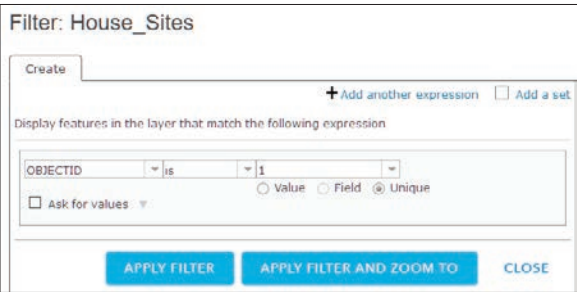 Filter: House_Sites
Create
+ Add another expression Add a set
Display features in the layer that match the following expression
OBJECTID is 1
Value Field Unique
Ask for values
APPLY FILTER APPLY FILTER AND ZOOM TO CLOSE